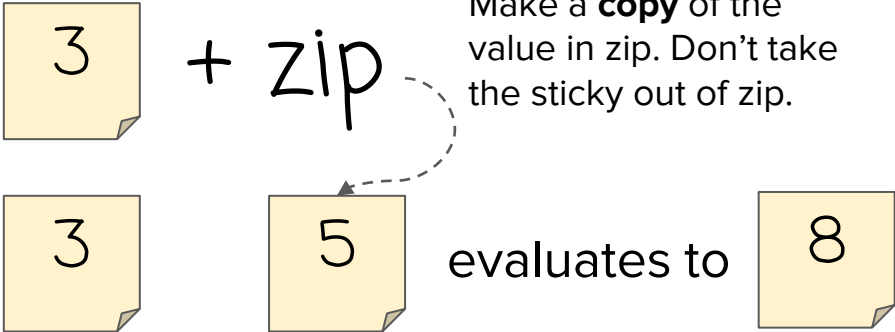 3 + zip
Make a copy of the
value in zip. Don’t take
the sticky out of zip.
3 5 evaluates to 8